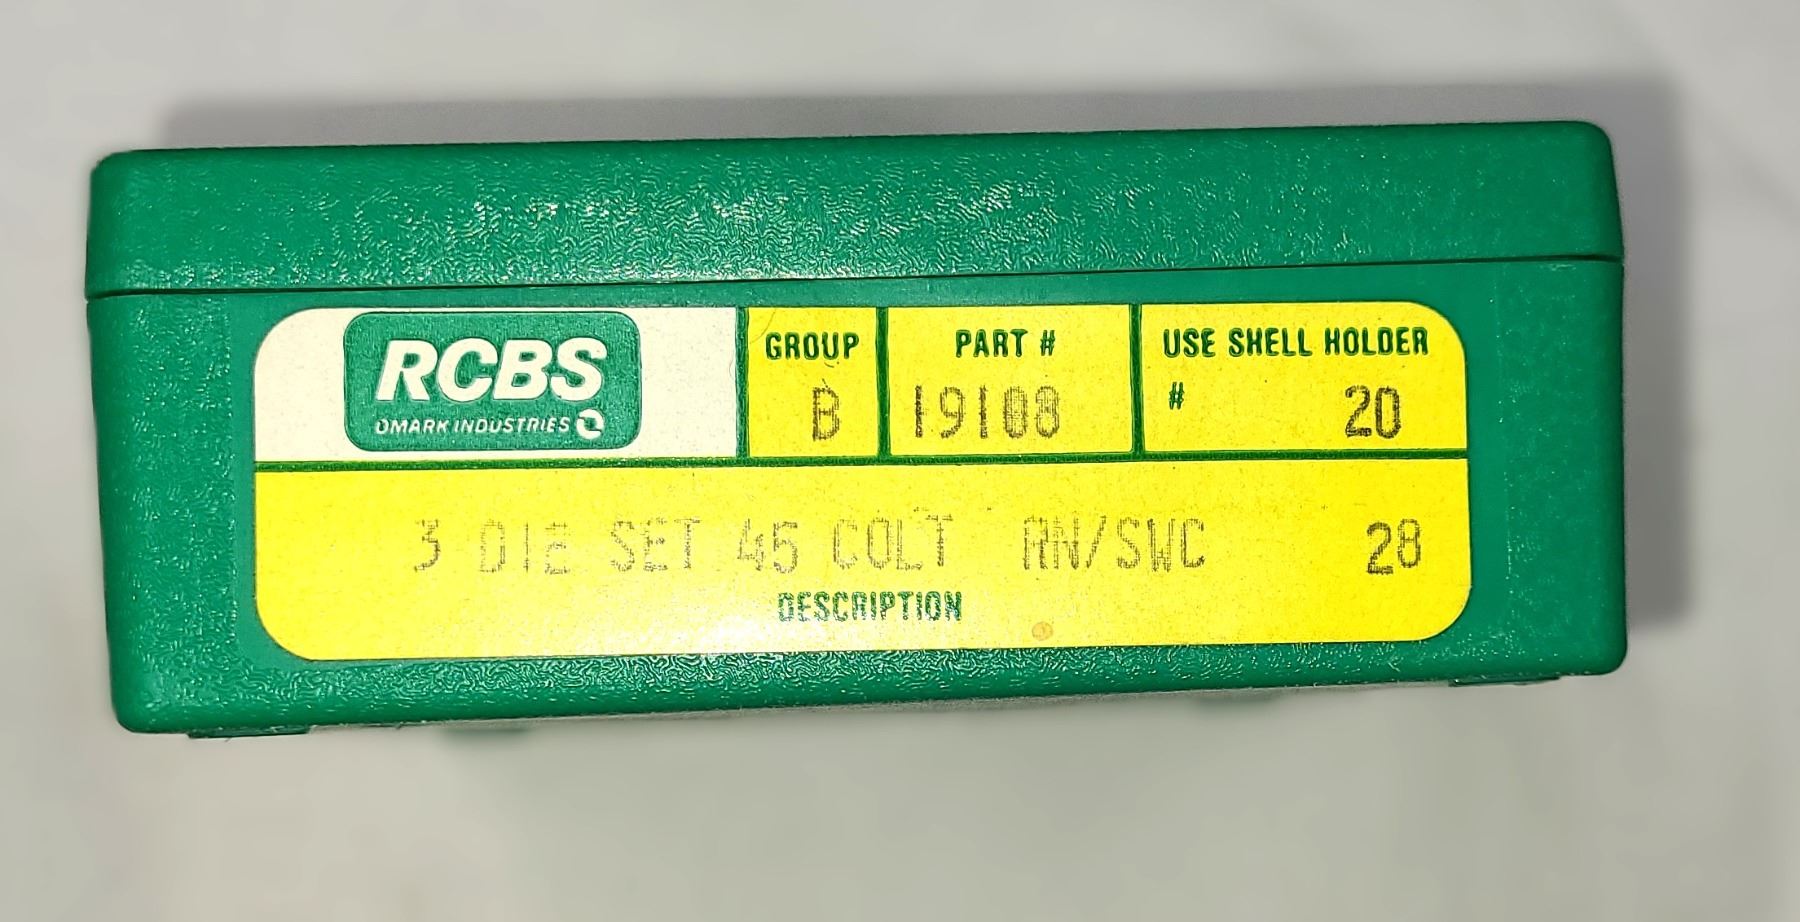 RCBS
OMARK INDUSTRIES
GROUP
B
PART #
19108
USE SHELL HOLDER
# 20
3 DIE SET 45 COLT RN/SWC 28
DESCRIPTION